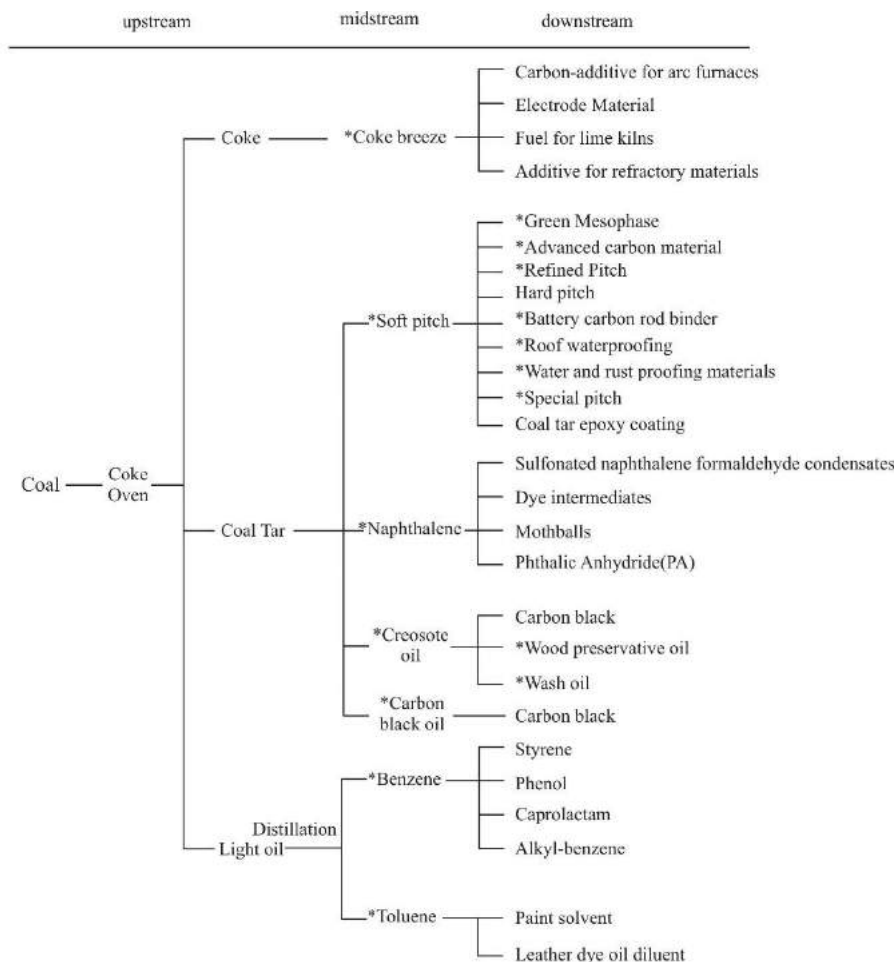 upstream
midstream
downstream
Carbon-additive for arc furnaces
Electrode Material
Coke
*Coke breeze
Fuel for lime kilns
Additive for refractory materials
*Green Mesophase
*Advanced carbon material
*Refined Pitch
Hard pitch
*Soft pitch
*Battery carbon rod binder
*Roof waterproofing
*Water and rust proofing materials
*Special pitch
Coal tar epoxy coating
Coal
Coke
Oven
Sulfonated naphthalene formaldehyde condensates
Dye intermediates
Coal Tar
*Naphthalene
Mothballs
Phthalic Anhydride(PA)
Carbon black
*Creosote
oil
*Wood preservative oil
*Wash oil
*Carbon
black oil
Carbon black
Styrene
*Benzene
Phenol
Caprolactam
Distillation
Light oil
Alkyl-benzene
*Toluene
Paint solvent
Leather dye oil diluent